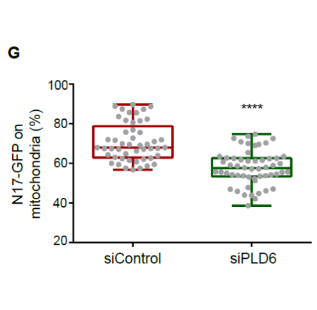 G
N17-GFP on
mitochondria (%)
100
80
60
40
20
****
siControl
siPLD6